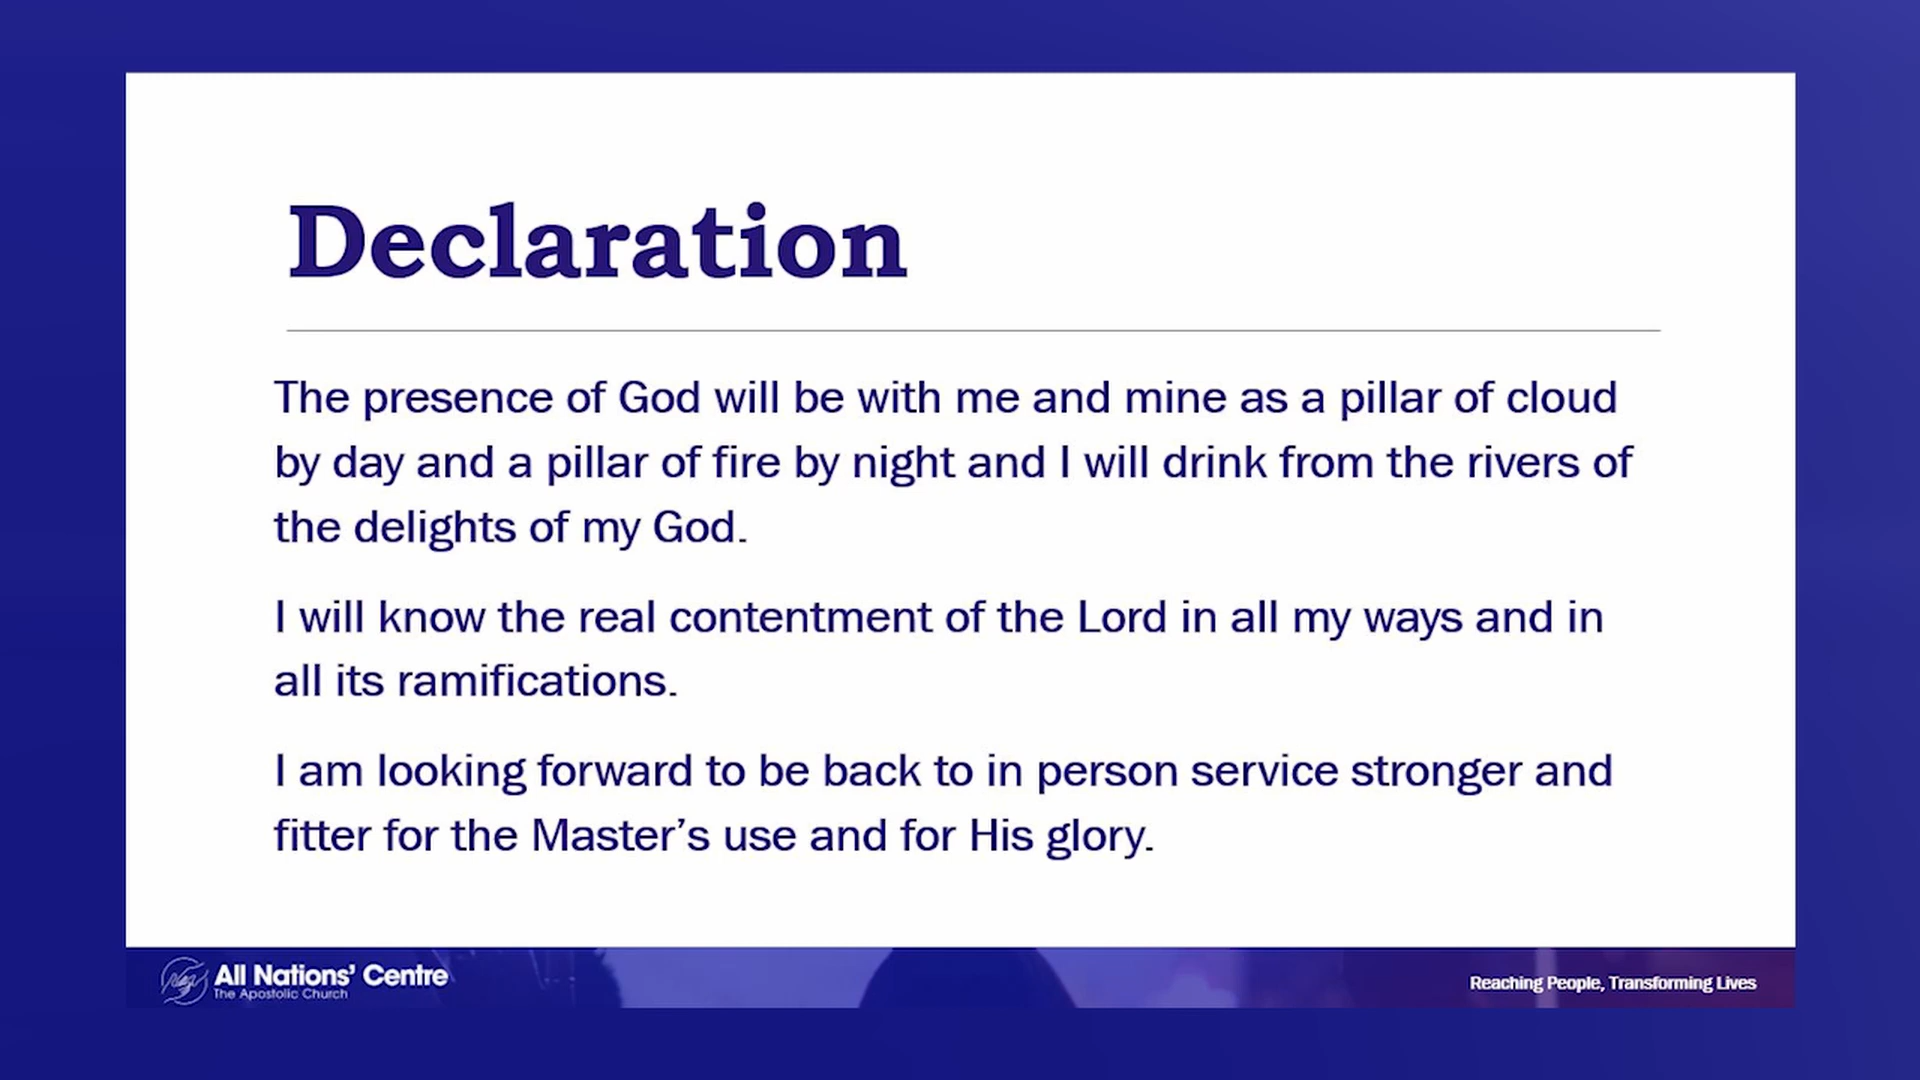 Declaration
The presence of God will be with me and mine as a pillar of cloud
by day and a pillar of fire by night and I will drink from the rivers of
the delights of my God.
I will know the real contentment of the Lord in all my ways and in
all its ramifications.
I am looking forward to be back to in person service stronger and
fitter for the Master’s use and for His glory.
All Nations’ Centre
The Apostolic Church
Reaching People, Transforming Lives